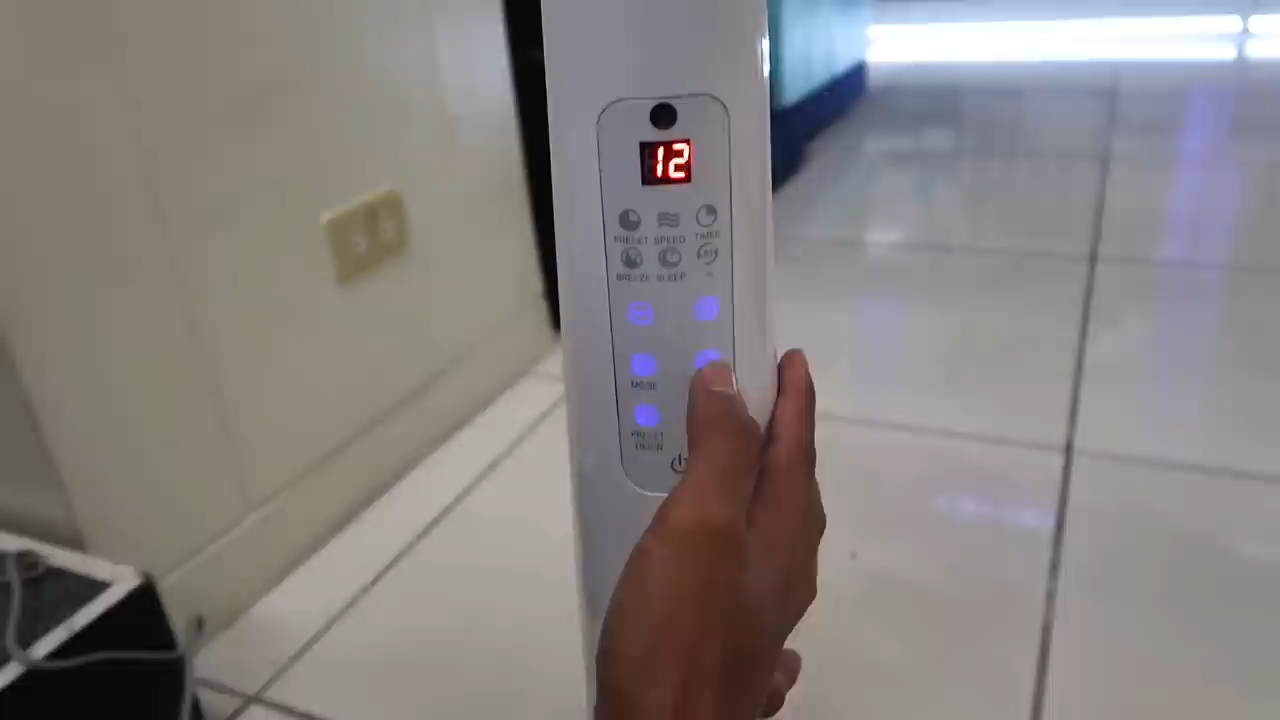 12
PRESET SPEED TIMER
BREEZE SLEEP
MODE
PRESET
TIMER